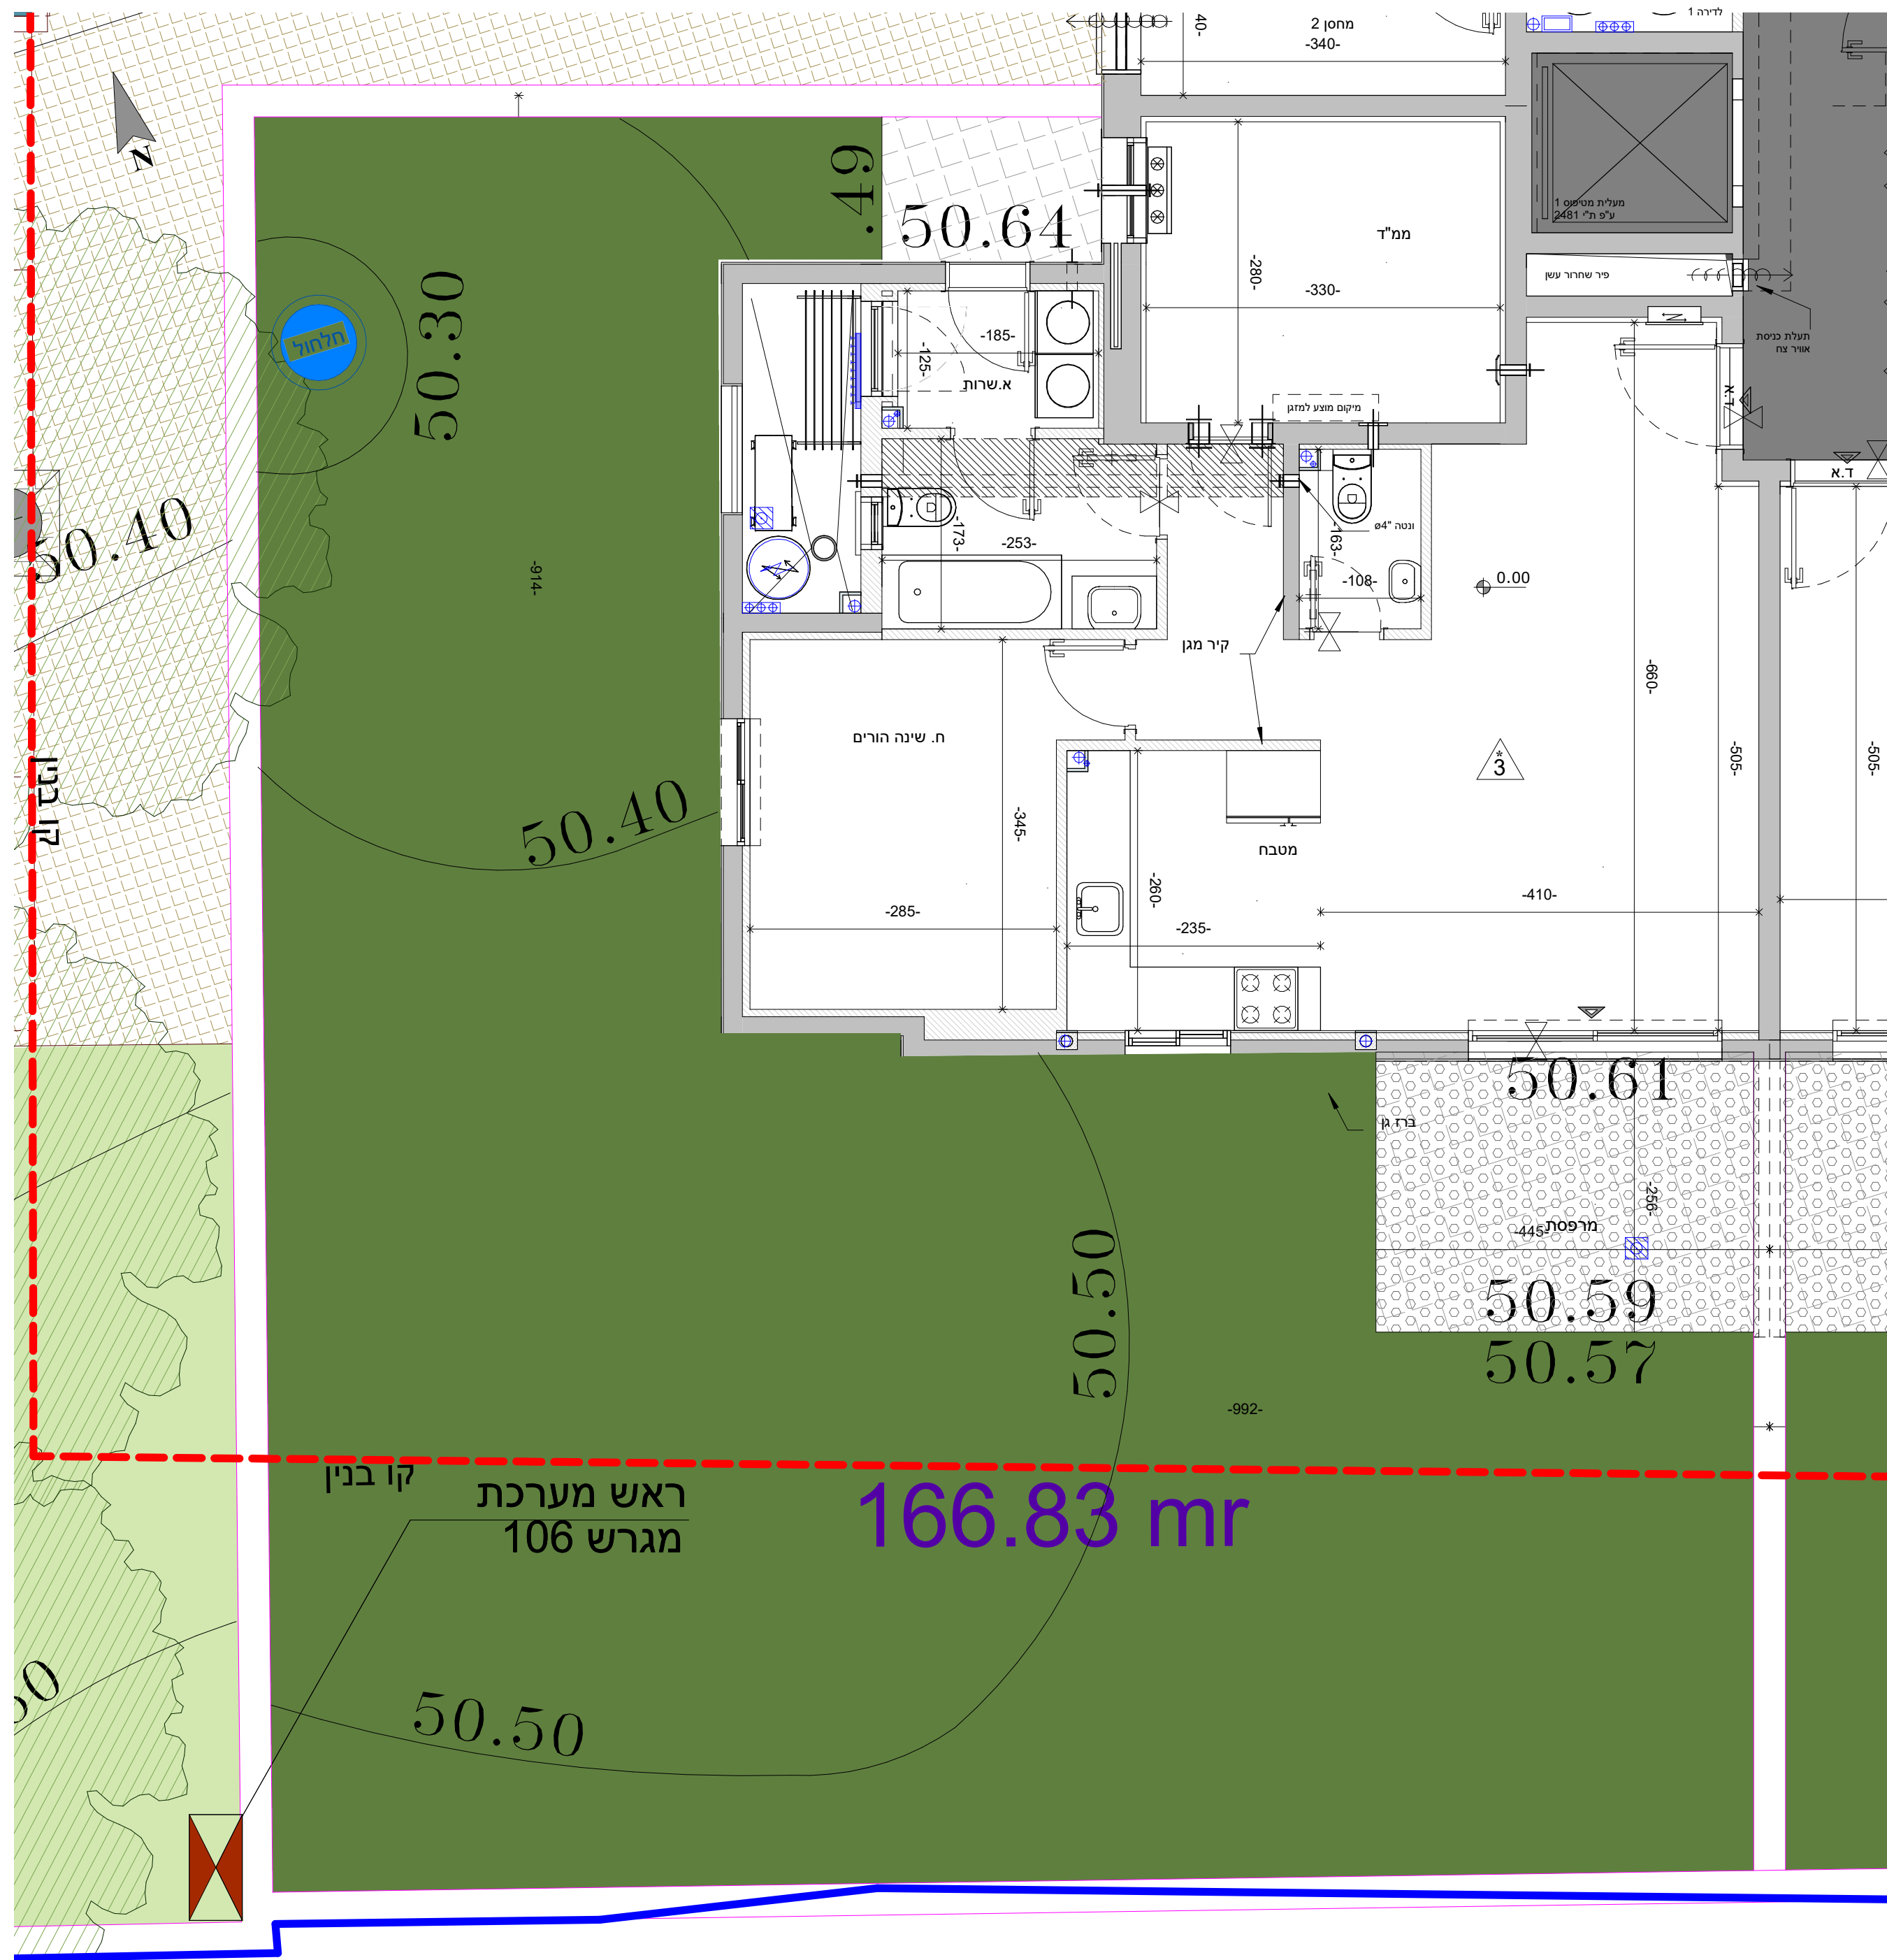 מחסן 2
-340-
40-
לדירה 1
N
49.
50.64
מעלית מטיפוס 1
ע"פ ת"י 2481
ממ"ד
-280-
-330-
פיר שחרור עשן
תעלת כניסת
אוויר צח
חלחול
50.30
-185-
-125-
א.שרות
מיקום מוצע למזגן
ד.א
ד.א
50.40
-914-
-173-
-253-
ונטה "4ø
-163-
-108-
0.00
קיר מגן
-660-
ח. שינה הורים
-505-
-505-
*
3
קו בנין
50.40
-345-
מטבח
-260-
-285-
-235-
-410-
50.61
ברז גן
-256-
-445-
מרפסת
50.50
50.59
50.57
-992-
קו בנין
ראש מערכת
מגרש 106
166.83 mr
50.50